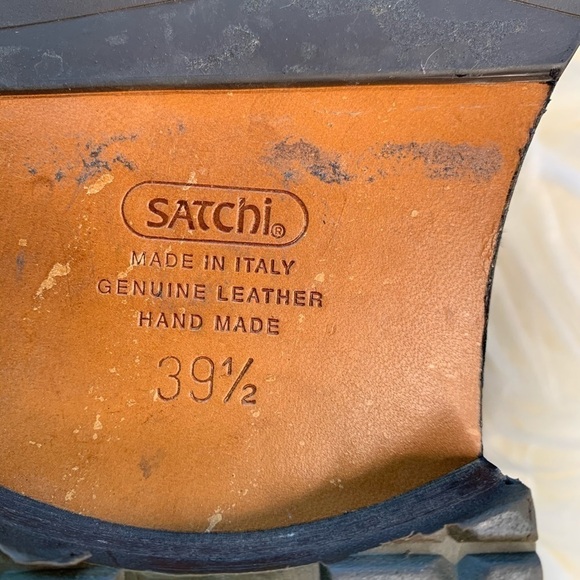 SATChi®
MADE IN ITALY
GENUINE LEATHER
HAND MADE
39½